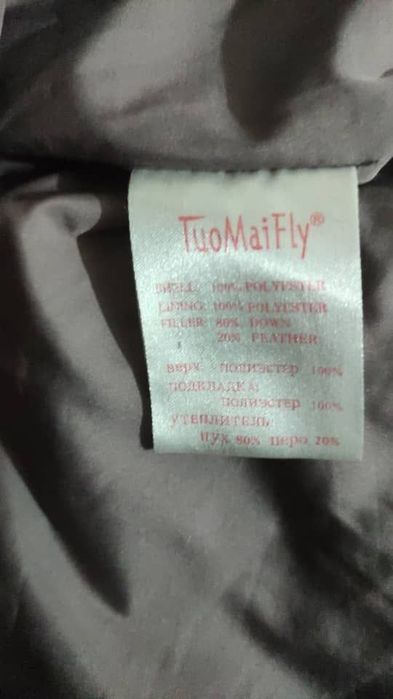 TuoMaiFly®
SHELL: 100% POLYESTER
LINING: 100% POLYESTER
FILLER: 80% DOWN
20% FEATHER
верх полиэстер 100%
ПОДКЛАДКА:
полиэстер 100%
УТЕПЛИТЕЛЬ:
пух 80% перо 20%